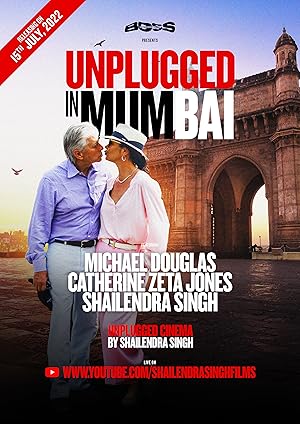 RELEASING ON
15TH JULY, 2022
BOSS
PRESENTS
UNPLUGGED
IN MUMBAI
MICHAEL DOUGLAS
CATHERINE ZETA JONES
SHAILENDRA SINGH
UNPLUGGED CINEMA
BY SHAILENDRA SINGH
LIVE ON
WWW.YOUTUBE.COM/SHAILENDRASINGHFILMS